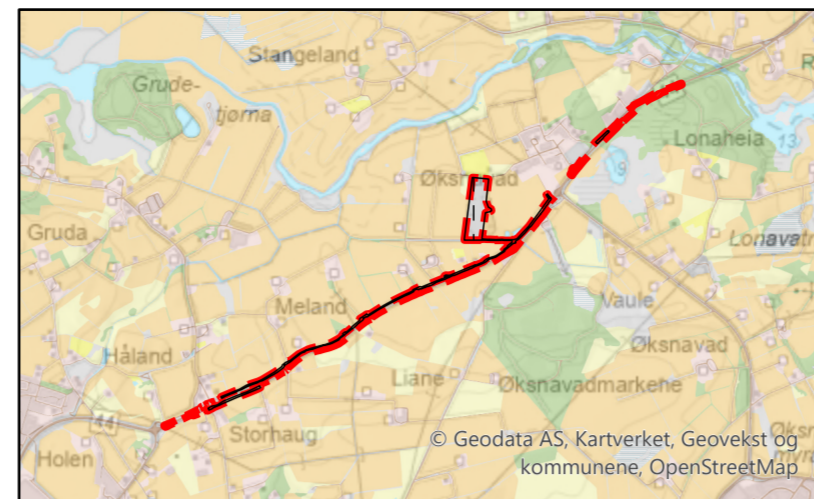 Stangeland
Grude-
tjørna
Lonaheia
13
9
Øksnavad
Gruda
Meland
Vaule
Håland
Øksnavad
Liane
Øksnavadmarkene
44
Storhaug
Holen
© Geodata AS, Kartverket, Geovekst og
kommunene, OpenStreetMap